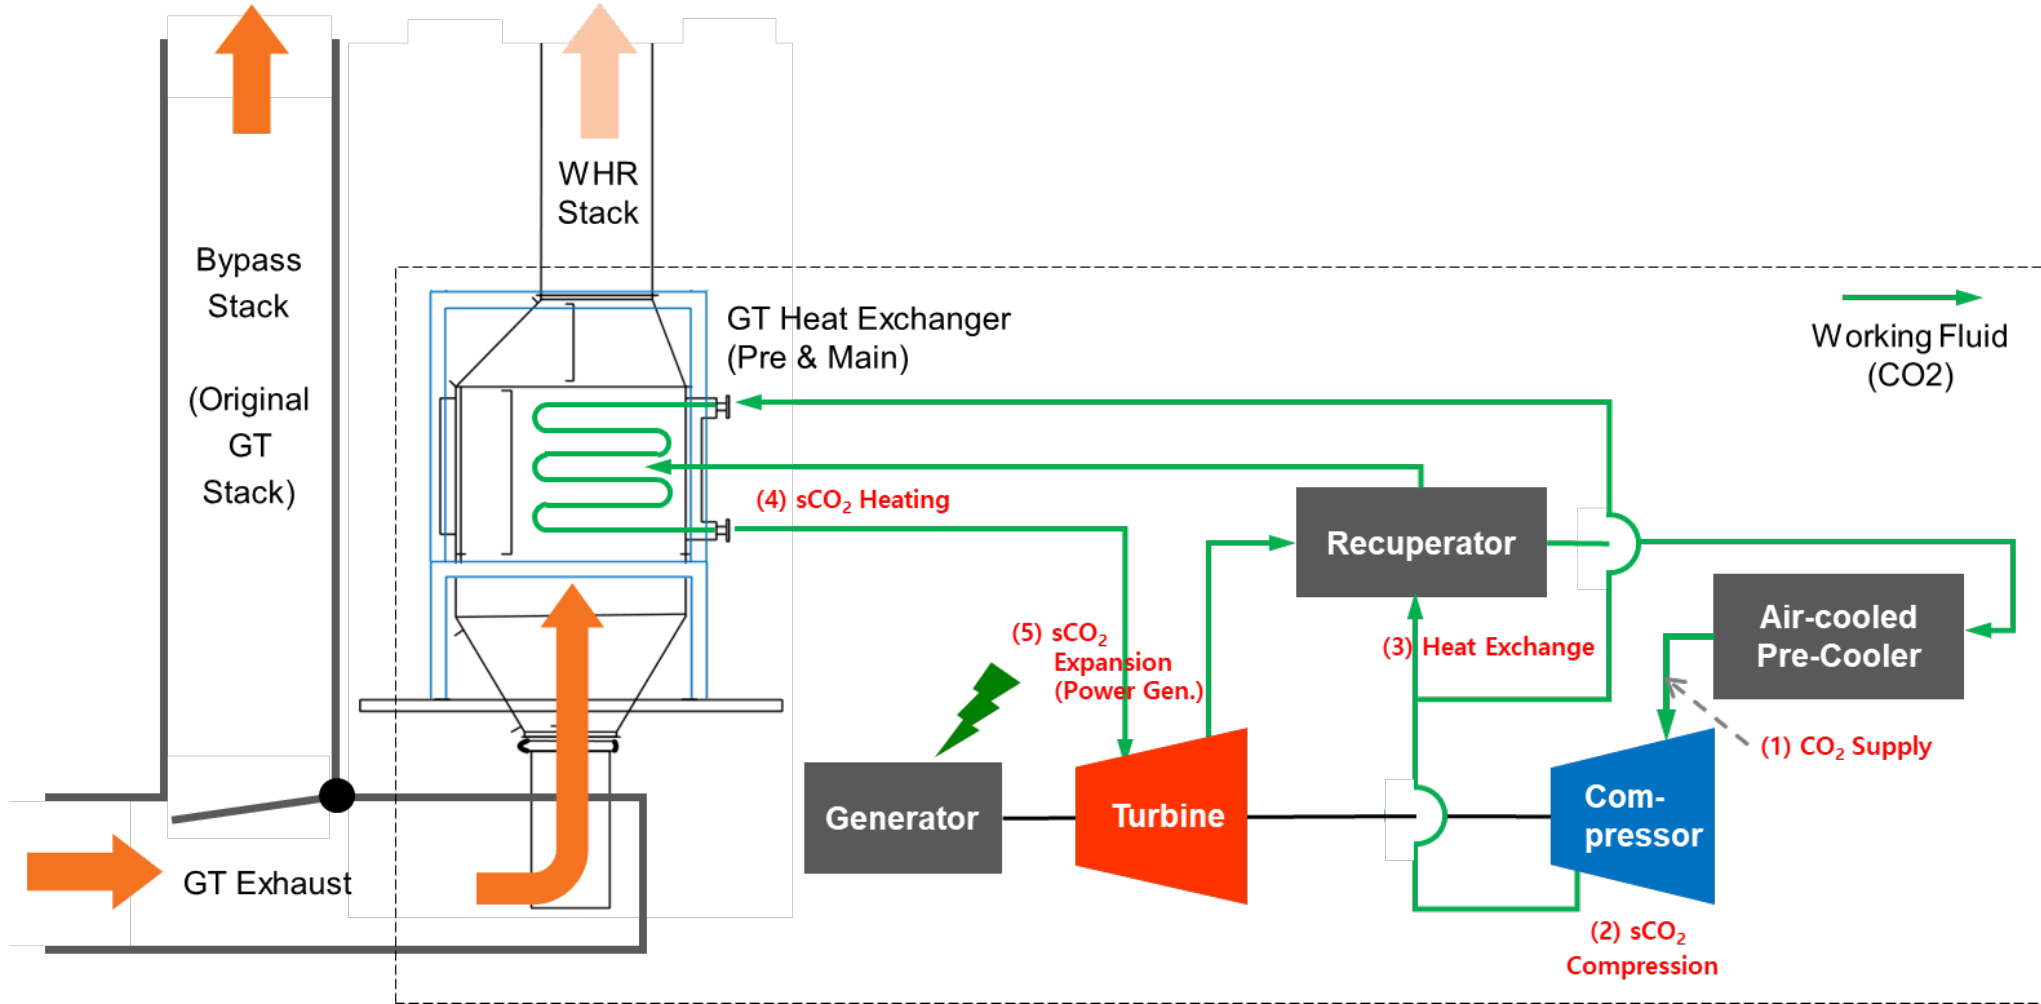 WHR
Stack
Bypass
Stack
(Original
GT
Stack)
GT Heat Exchanger
(Pre & Main)
Working Fluid
(CO2)
(4) sCO₂ Heating
Recuperator
Air-cooled
Pre-Cooler
(5) sCO₂
Expansion
(Power Gen.)
(3) Heat Exchange
(1) CO₂ Supply
Generator
Turbine
Com-
pressor
GT Exhaust
(2) sCO₂
Compression